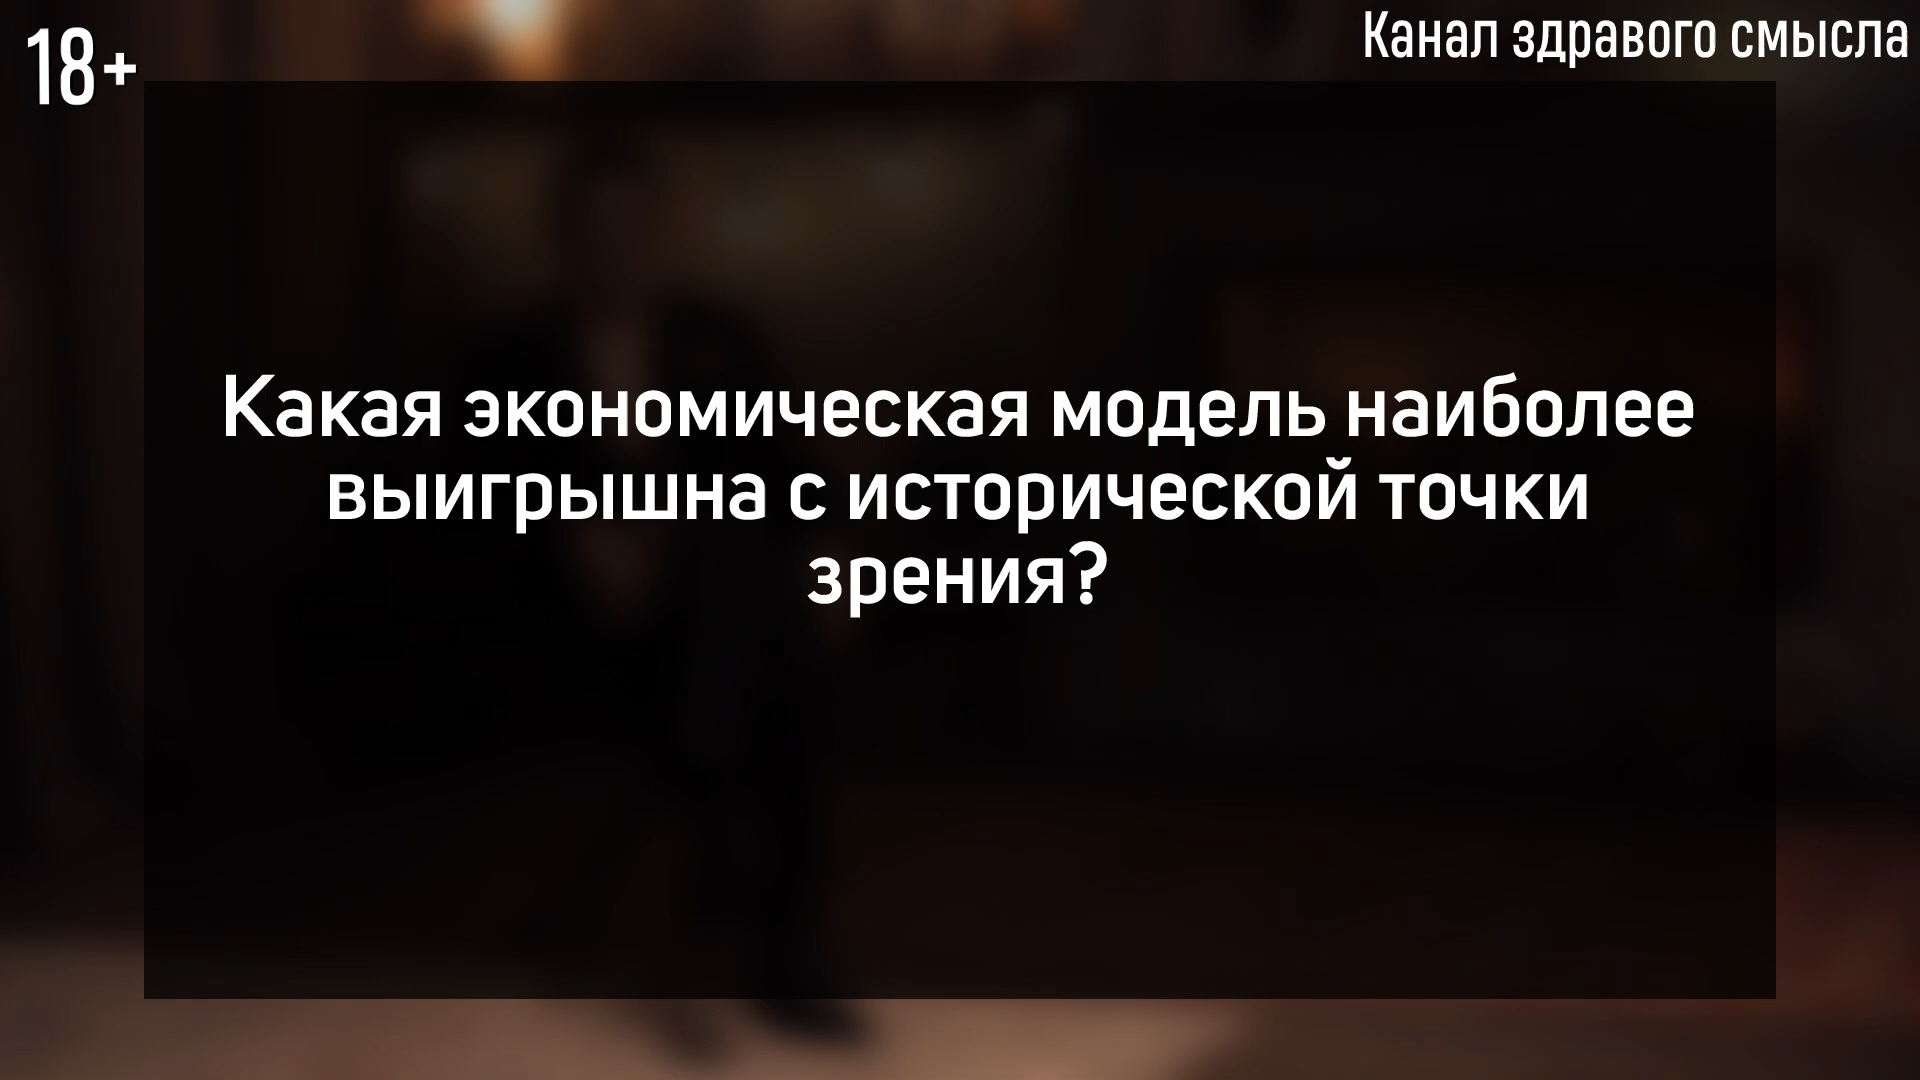 18+
Канал здравого смысла
Какая экономическая модель наиболее
выигрышна с исторической точки
зрения?